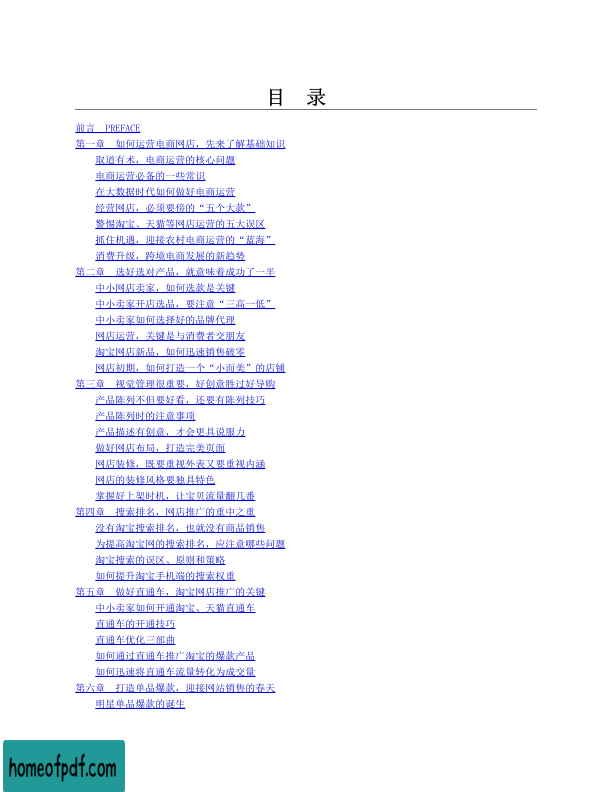 目 录
前言 PREFACE
第一章 如何运营电商网店，先来了解基础知识
取道有术，电商运营的核心问题
电商运营必备的一些常识
在大数据时代如何做好电商运营
经营网店，必须要傍的“五个大款”
警惕淘宝、天猫等网店运营的五大误区
抓住机遇，迎接农村电商运营的“蓝海”
消费升级，跨境电商发展的新趋势
第二章 选好选对产品，就意味着成功了一半
中小网店卖家，如何选款是关键
中小卖家开店选品，要注意“三高一低”
中小卖家如何选择好的品牌代理
网店运营，关键是与消费者交朋友
淘宝网店新品，如何迅速销售破零
网店初期，如何打造一个“小而美”的店铺
第三章 视觉管理很重要，好创意胜过好导购
产品陈列不但要好看，还要有陈列技巧
产品陈列时的注意事项
产品描述有创意，才会更具说服力
做好网店布局，打造完美页面
网店装修，既要重视外表又要重视内涵
网店的装修风格要独具特色
掌握好上架时机，让宝贝流量翻几番
第四章 搜索排名，网店推广的重中之重
没有淘宝搜索排名，也就没有商品销售
为提高淘宝网的搜索排名，应注意哪些问题
淘宝搜索的误区、原则和策略
如何提升淘宝手机端的搜索权重
第五章 做好直通车，淘宝网店推广的关键
中小卖家如何开通淘宝、天猫直通车
直通车的开通技巧
直通车优化三部曲
如何通过直通车推广淘宝的爆款产品
如何迅速将直通车流量转化为成交量
第六章 打造单品爆款，迎接网站销售的春天
明星单品爆款的诞生
homeofpdf.com